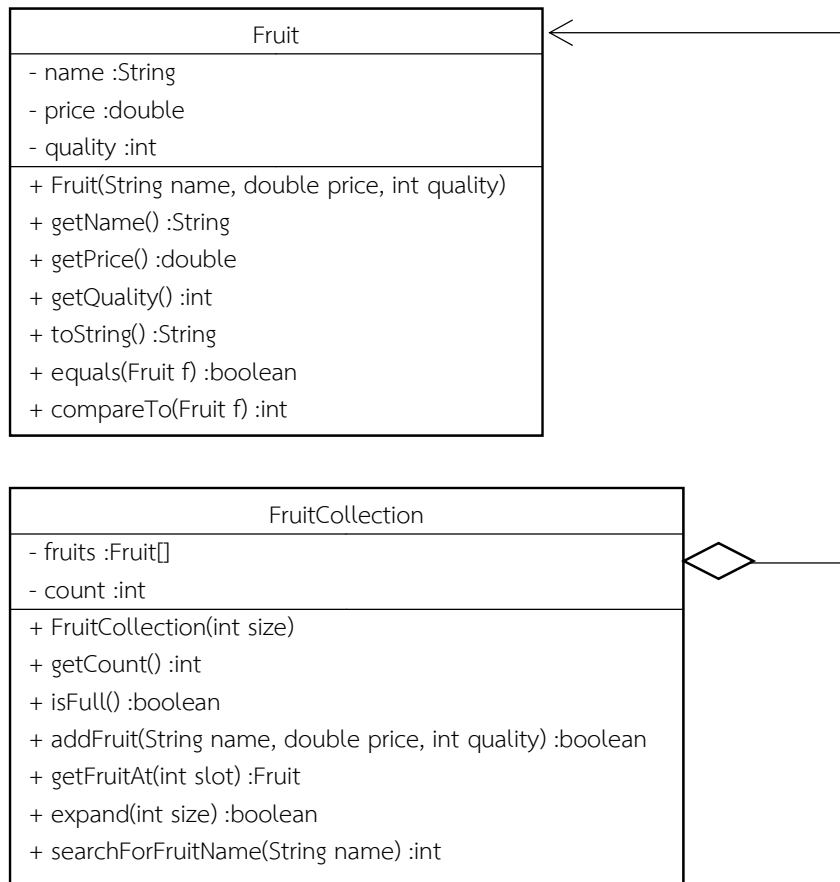 Fruit
- name :String
- price :double
- quality :int
+ Fruit(String name, double price, int quality)
+ getName() :String
+ getPrice() :double
+ getQuality() :int
+ toString() :String
+ equals(Fruit f) :boolean
+ compareTo(Fruit f) :int
FruitCollection
- fruits :Fruit[]
- count :int
+ FruitCollection(int size)
+ getCount() :int
+ isFull() :boolean
+ addFruit(String name, double price, int quality) :boolean
+ getFruitAt(int slot) :Fruit
+ expand(int size) :boolean
+ searchForFruitName(String name) :int